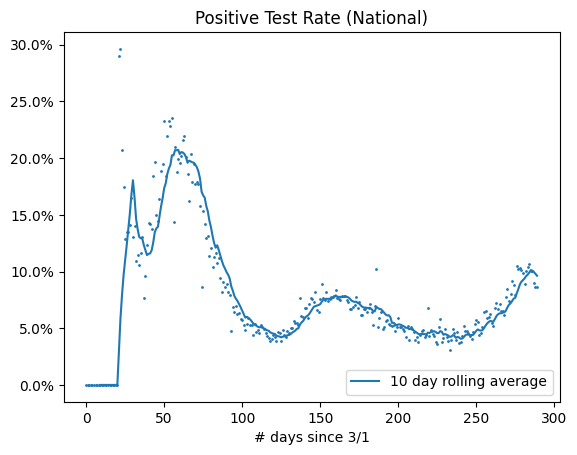 Positive Test Rate (National)
30.0%
25.0%
20.0%
15.0%
10.0%
5.0%
0.0%
10 day rolling average
0 50 100 150 200 250 300
# days since 3/1